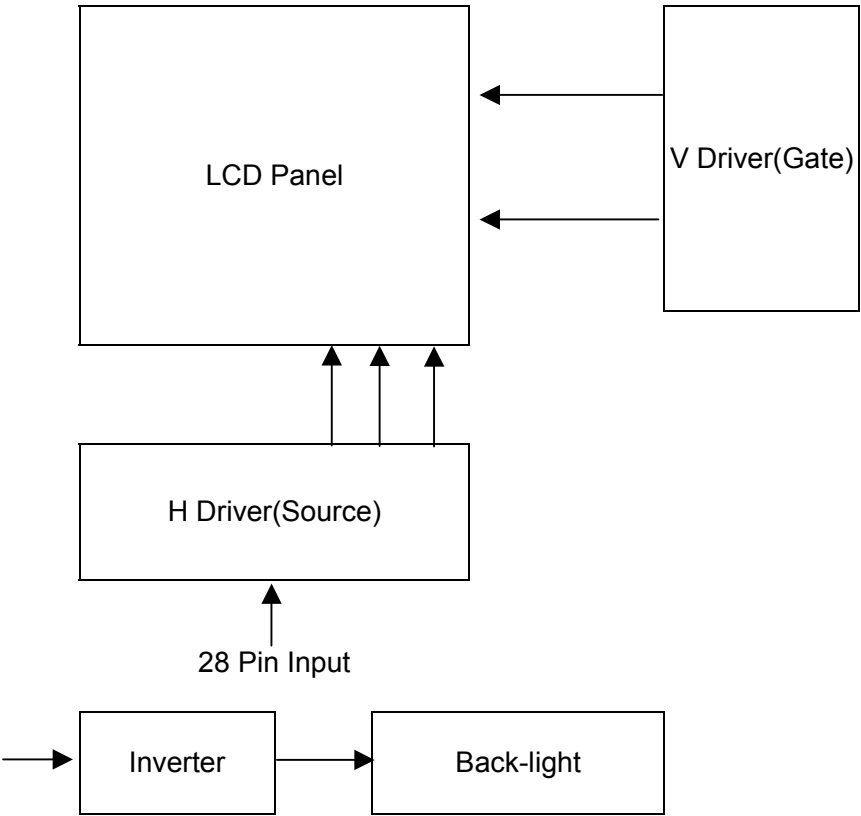 LCD Panel
V Driver(Gate)
H Driver(Source)
28 Pin Input
Inverter
Back-light